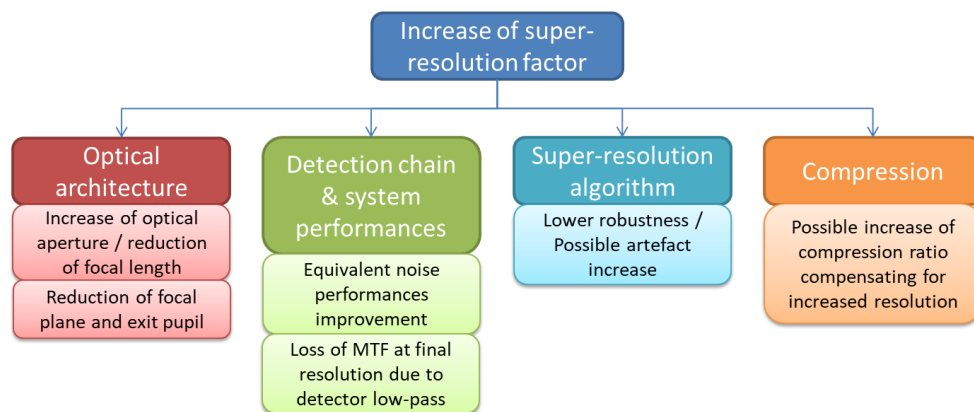 Increase of super-
resolution factor
Optical
architecture
Increase of optical
aperture / reduction
of focal length
Reduction of focal
plane and exit pupil
Detection chain
& system
performances
Equivalent noise
performances
improvement
Loss of MTF at final
resolution due to
detector low-pass
Super-resolution
algorithm
Lower robustness /
Possible artefact
increase
Compression
Possible increase of
compression ratio
compensating for
increased resolution